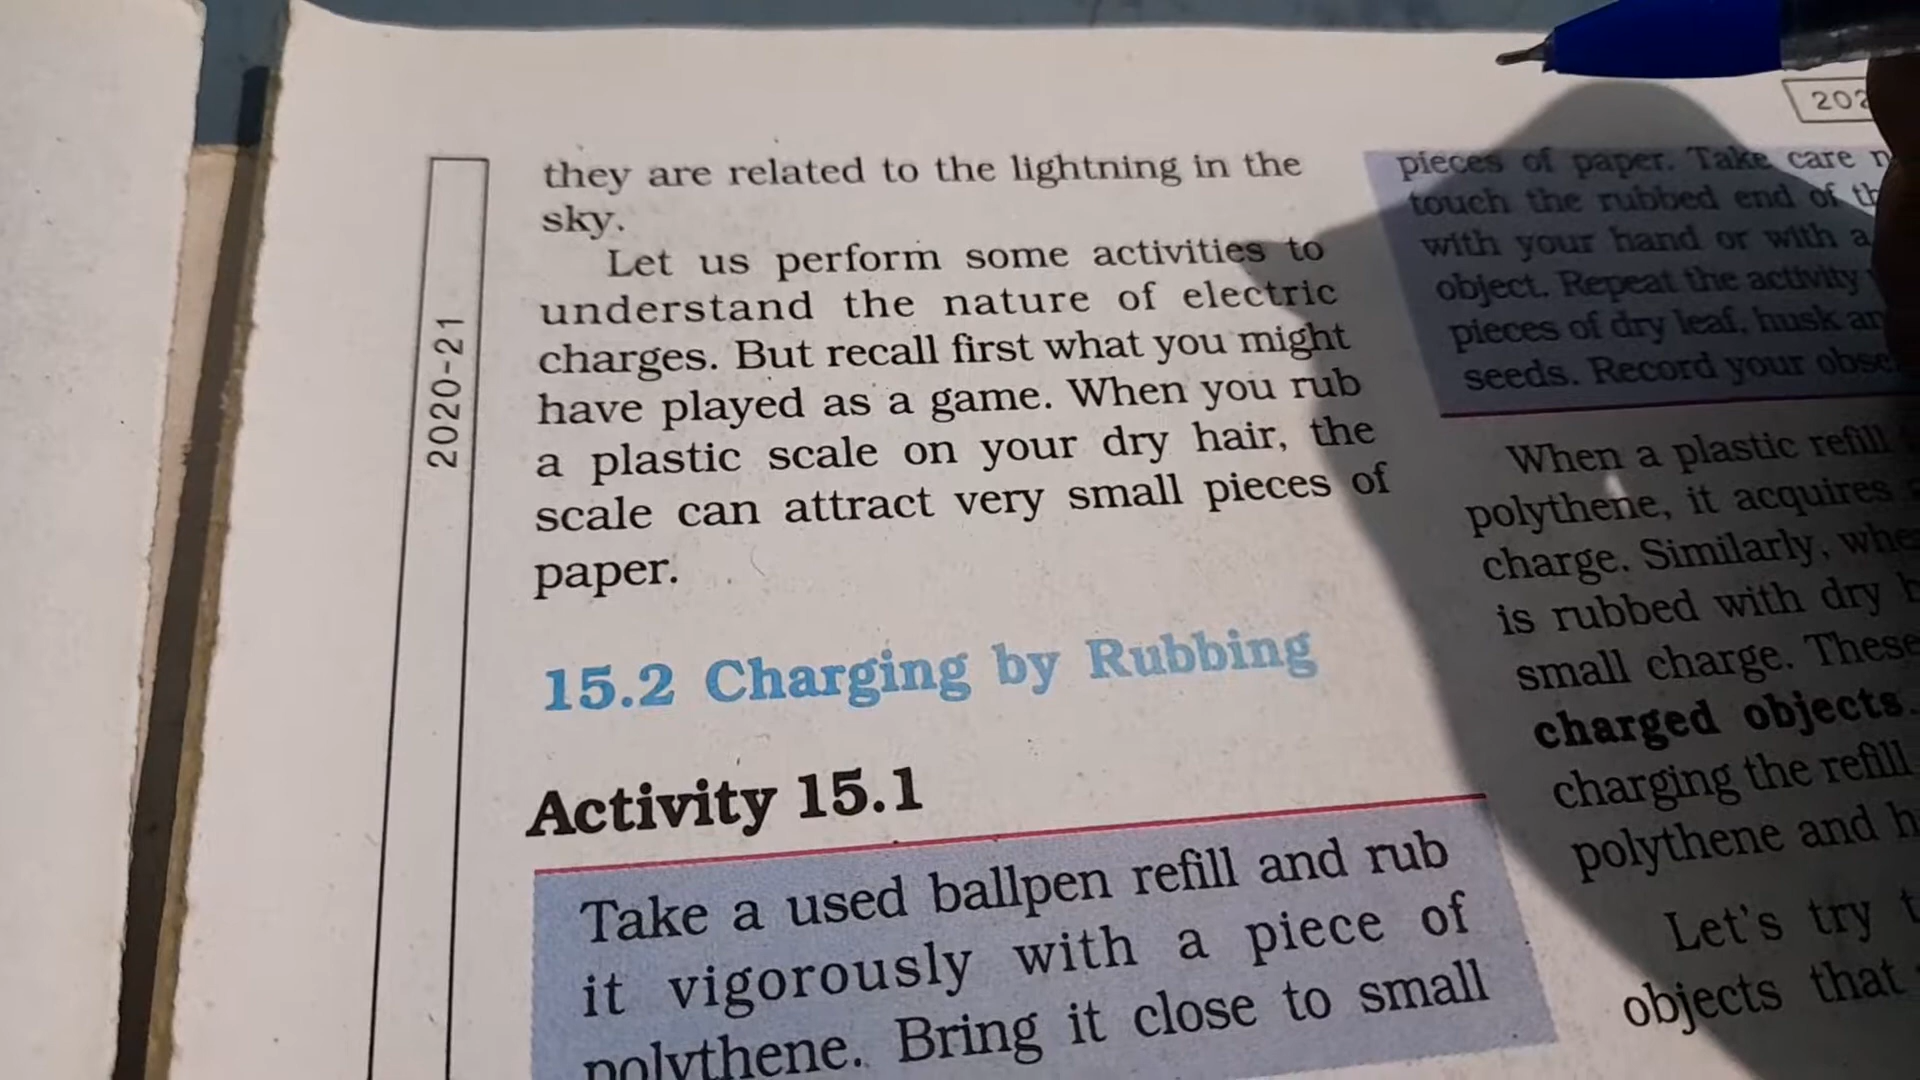 2020-21
they are related to the lightning in the
sky.
Let us perform some activities to
understand the nature of electric
charges. But recall first what you might
have played as a game. When you rub
a plastic scale on your dry hair, the
scale can attract very small pieces of
paper.
15.2 Charging by Rubbing
Activity 15.1
Take a used ballpen refill and rub
it vigorously with a piece of
polythene. Bring it close to small
pieces of paper. Take care
touch the rubbed end of
with your hand or with a
object. Repeat the activity
pieces of dry leaf, husk
seeds. Record your
When a plastic refill
polythene, it acquires
charge. Similarly,
is rubbed with dry
small charge. These
charged objects.
charging the refill
polythene and
Let's try
objects that